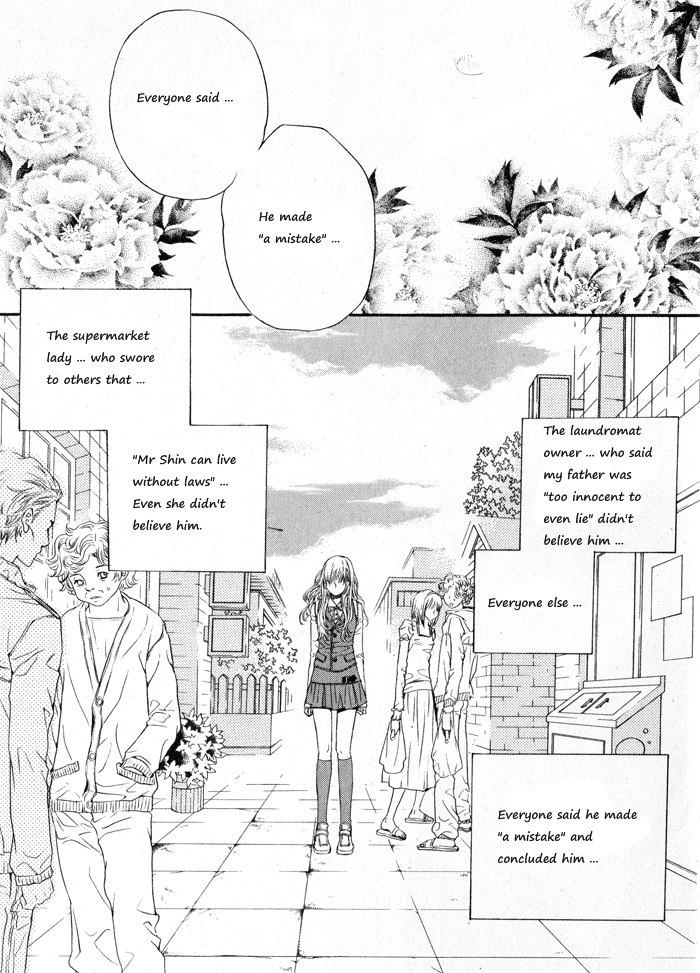 Everyone said ...
He made
"a mistake" ...
The supermarket
lady ... who swore
to others that ...
"Mr Shin can live
without laws" ...
Even she didn't
believe him.
The laundromat
owner ... who said
my father was
"too innocent to
even lie" didn't
believe him ...
Everyone else ...
Everyone said he made
"a mistake" and
concluded him ...